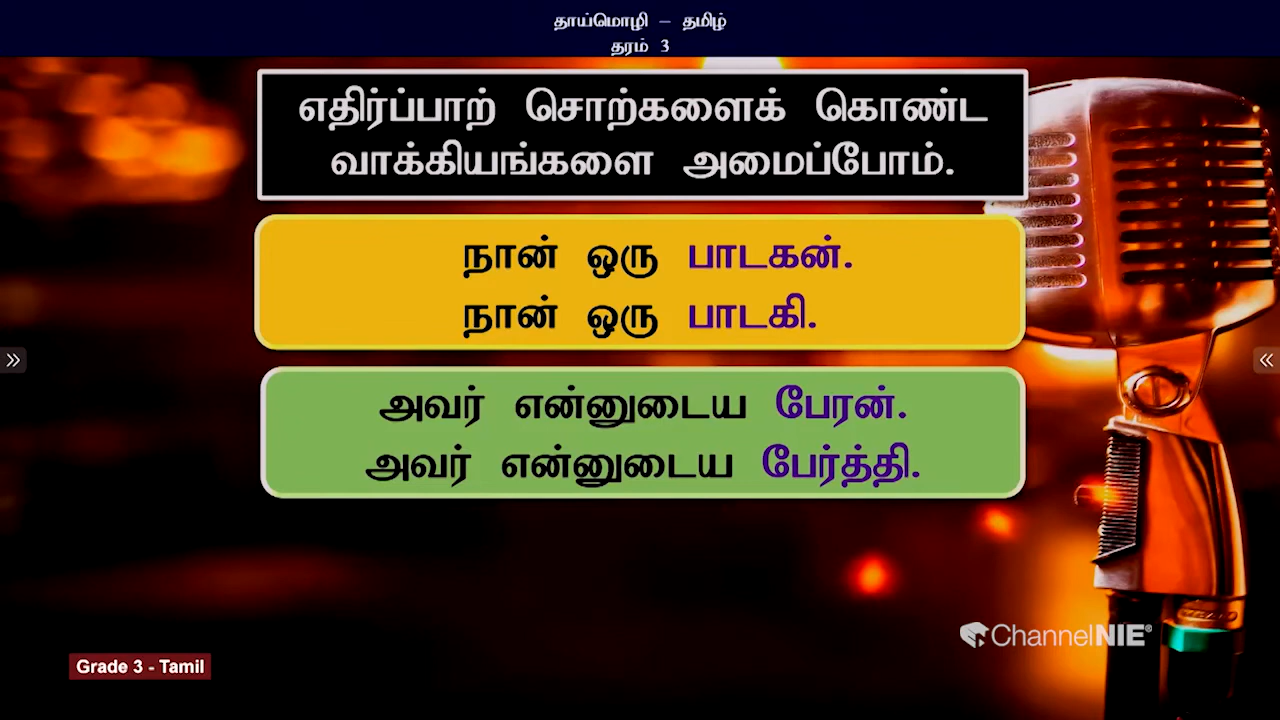 தாய்மொழி – தமிழ்
தரம் 3
எதிர்ப்பாற் சொற்களைக் கொண்ட
வாக்கியங்களை அமைப்போம்.
நான் ஒரு பாடகன்.
நான் ஒரு பாடகி.
அவர் என்னுடைய பேரன்.
அவர் என்னுடைய பேர்த்தி.
ChannelNIE®
Grade 3 - Tamil